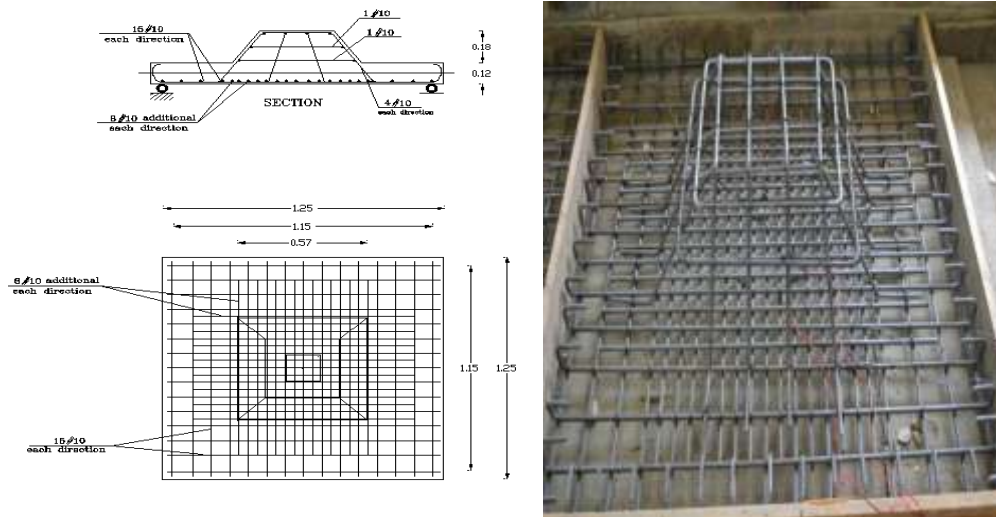 1#10
15#10
each direction
1#10
0.18
0.12
SECTION
4#10
each direction
8#10 additional
each direction
1.25
1.15
0.57
8#10 additional
each direction
1.15
1.25
15#10
each direction